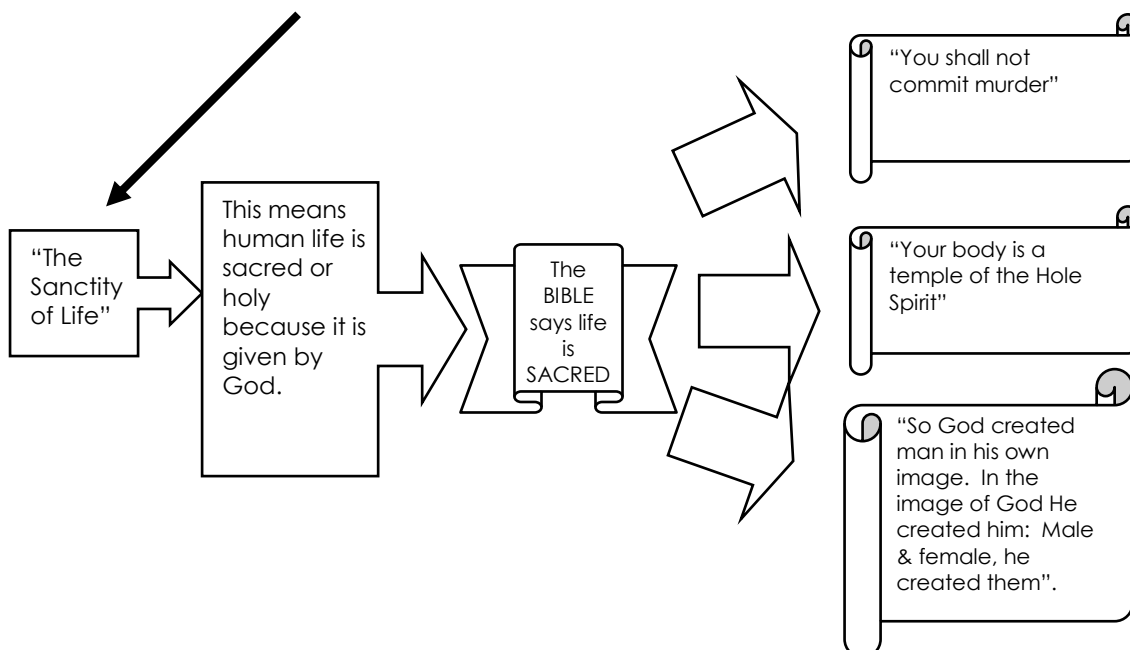 “The
Sanctity
of Life”
This means
human life is
sacred or
holy
because it is
given by
God.
The
BIBLE
says life
is
SACRED
“You shall not
commit murder”
“Your body is a
temple of the Hole
Spirit”
“So God created
man in his own
image.  In the
image of God He
created him:  Male
& female, he
created them”.